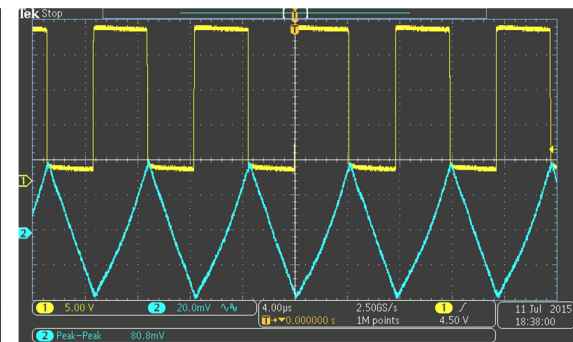 Tek Stop
T
T
1
2
1 5.00 V 2 20.0mV 4.00µs 2.50GS/s 1 11 Jul 2015
T→▼0.000000 s 1M points 4.50 V 18:38:00
2 Peak-Peak 80.8mV